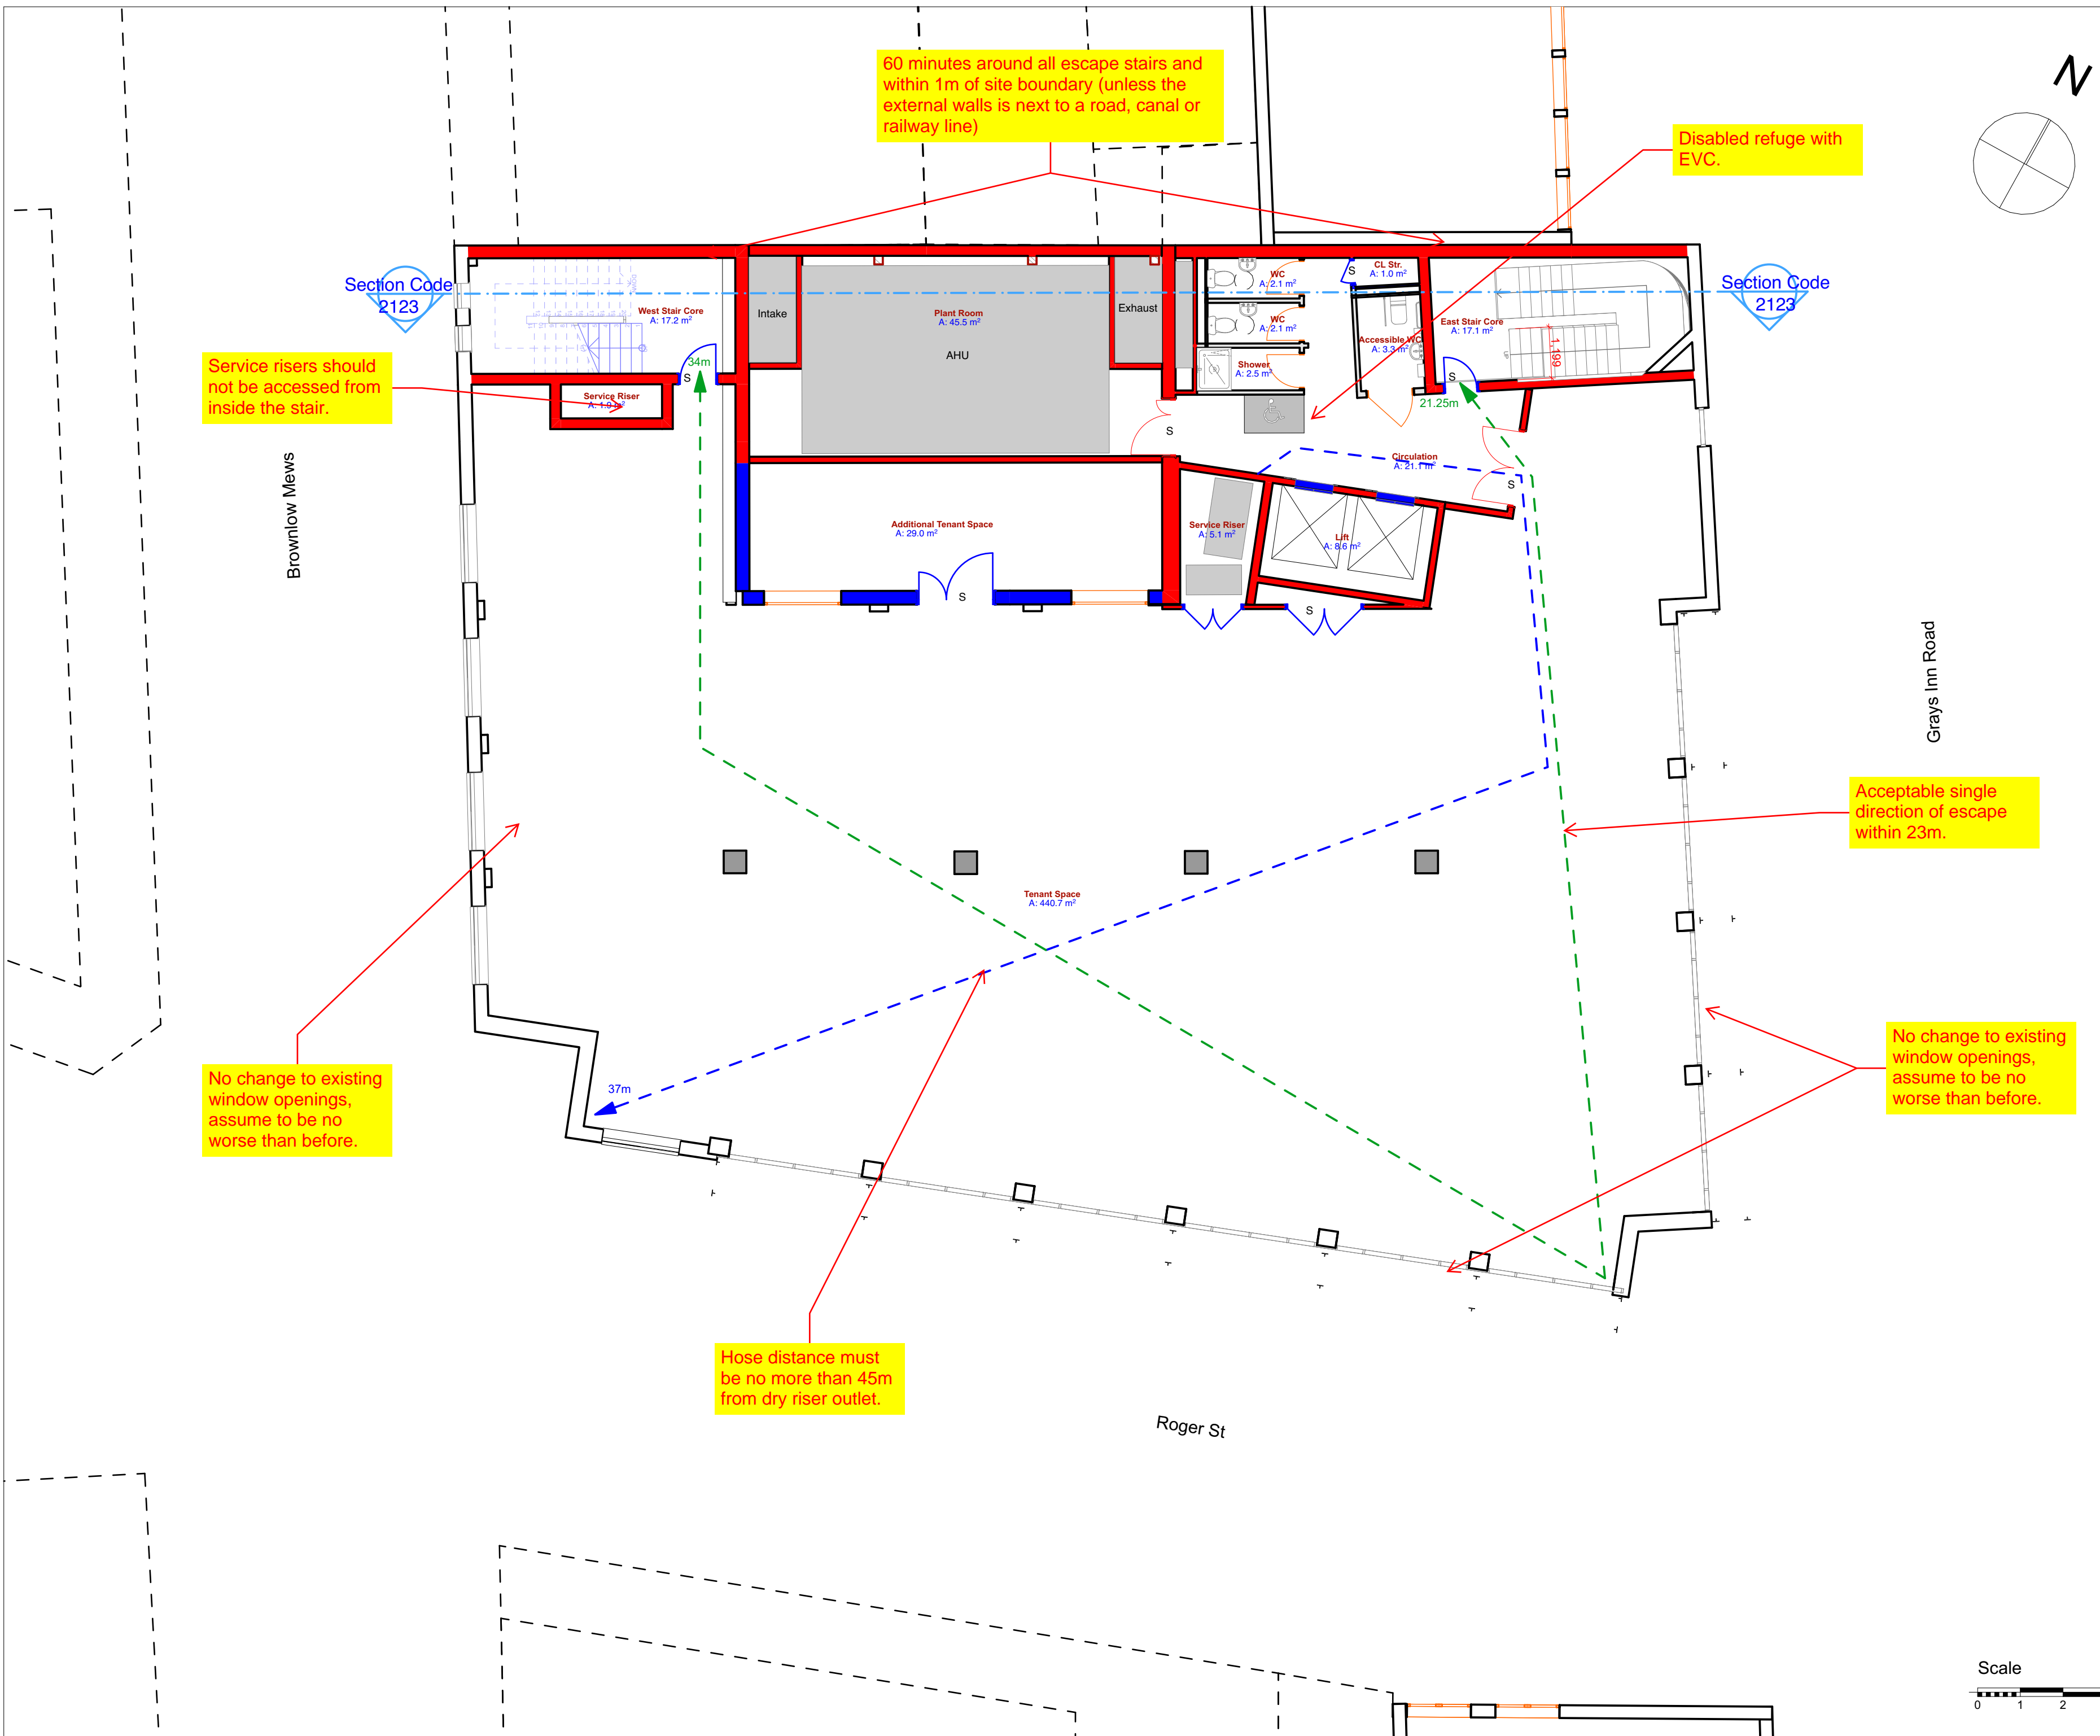 N
60 minutes around all escape stairs and
within 1m of site boundary (unless the
external walls is next to a road, canal or
railway line)
Disabled refuge with
EVC.
Section Code
2123
Section Code
2123
West Stair Core
A: 17.2 m²
Intake
Plant Room
A: 45.5 m²
AHU
Exhaust
WC
A: 2.1 m²
WC
A: 2.1 m²
Shower
A: 2.5 m²
S
CL Str.
A: 1.0 m²
Accessible WC
A: 3.3 m²
East Stair Core
A: 17.1 m²
1,199
Service risers should
not be accessed from
inside the stair.
34m
S
S
21.25m
Service Riser
A: 1.9 m²
S
Circulation
A: 21.1 m²
S
Brownlow Mews
Additional Tenant Space
A: 29.0 m²
S
Service Riser
A: 5.1 m²
Lift
A: 8.6 m²
S
Grays Inn Road
Acceptable single
direction of escape
within 23m.
Tenant Space
A: 440.7 m²
No change to existing
window openings,
assume to be no
worse than before.
No change to existing
window openings,
assume to be no
worse than before.
37m
Hose distance must
be no more than 45m
from dry riser outlet.
Roger St
Scale
0 1 2